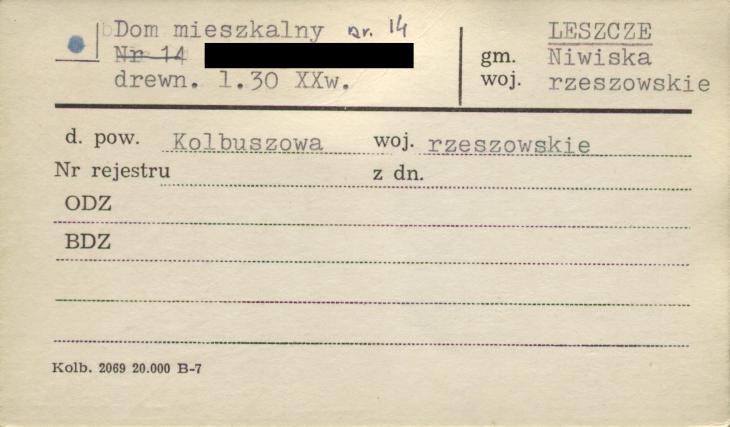 Dom mieszkalny nr. 14
Nr 14
drewn. l.30 XXw.
LESZCZE
gm. Niwiska
woj. rzeszowskie
d. pow. Kolbuszowa woj. rzeszowskie
Nr rejestru z dn.
ODZ
BDZ
Kolb. 2069 20.000 B-7